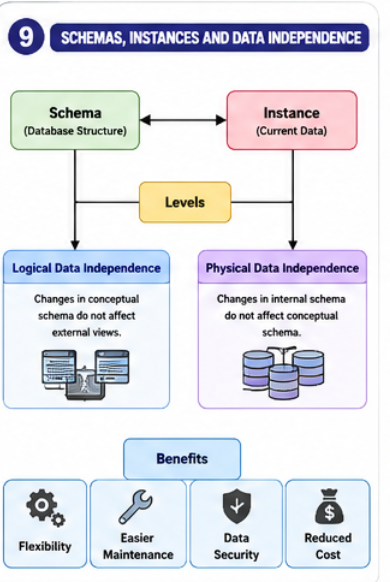 9
SCHEMAS, INSTANCES AND DATA INDEPENDENCE
Schema
(Database Structure)
Instance
(Current Data)
Levels
Logical Data Independence
Changes in conceptual
schema do not affect
external views.
Physical Data Independence
Changes in internal schema
do not affect conceptual
schema.
Benefits
Flexibility
Easier
Maintenance
Data
Security
$
Reduced
Cost